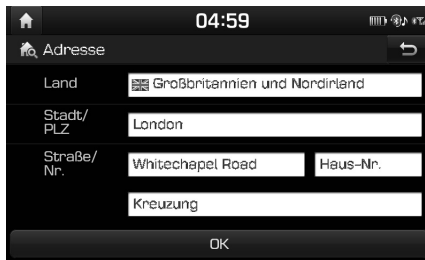 04:59
Adresse
Land Großbritannien und Nordirland
Stadt/
PLZ London
Straße/
Nr. Whitechapel Road Haus-Nr.
Kreuzung
OK